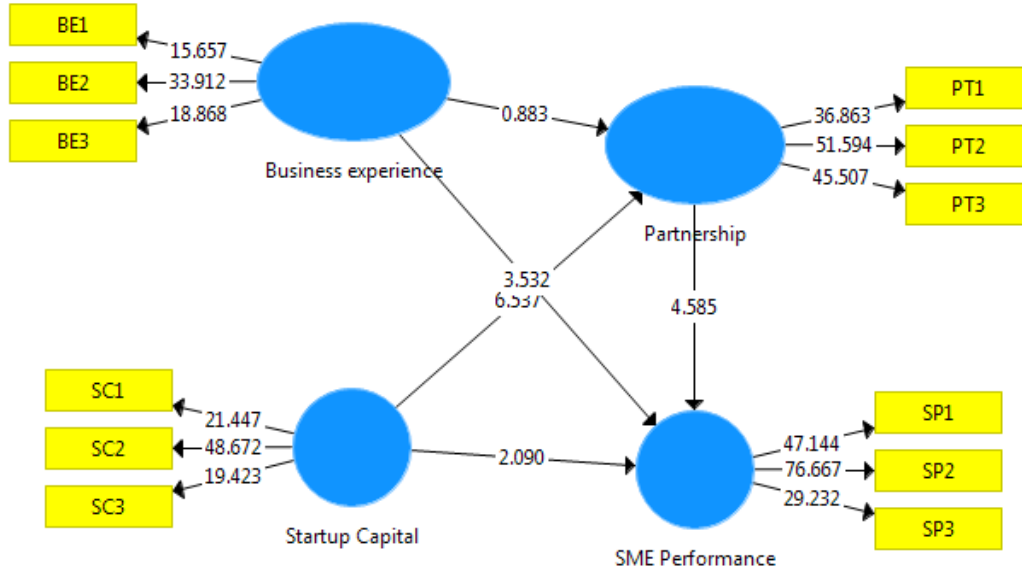 BE1
15.657
BE2
33.912
BE3
18.868
Business experience
0.883
PT1
36.863
PT2
51.594
PT3
45.507
Partnership
3.532
6.537
4.585
SC1
21.447
SC2
48.672
SC3
19.423
Startup Capital
2.090
SP1
47.144
SP2
76.667
SP3
29.232
SME Performance